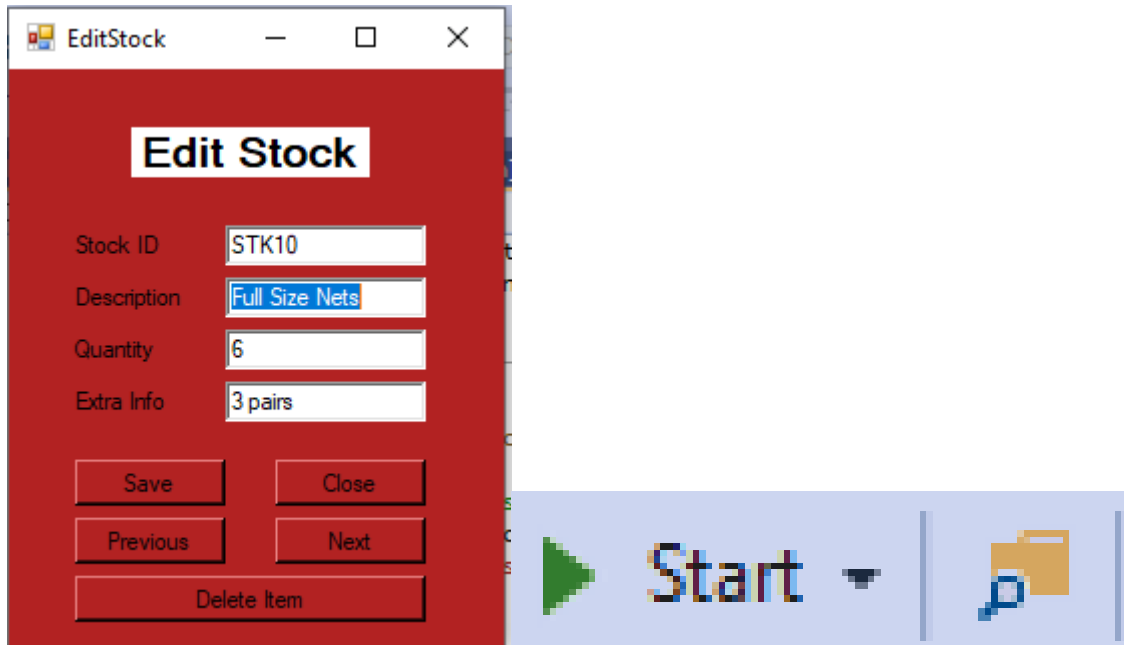 EditStock
Edit Stock
Stock ID STK10
Description Full Size Nets
Quantity 6
Extra Info 3 pairs
Save Close
Previous Next
Delete Item
Start